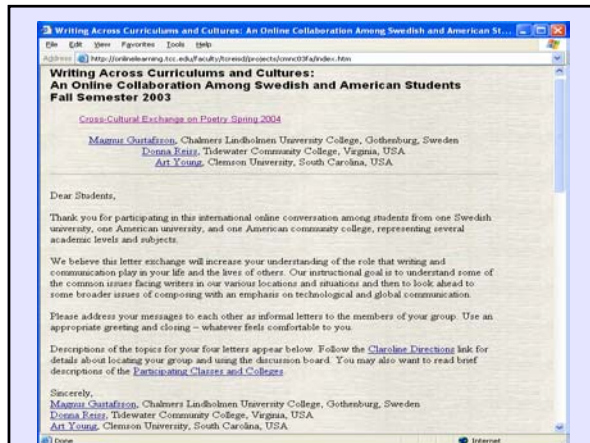 Writing Across Curriculums and Cultures: An Online Collaboration Among Swedish and American St...
File Edit View Favorites Tools Help
Address http://onlinelearning.tcc.edu/faculty/tcreisd/projects/cmnc03fa/index.htm
Writing Across Curriculums and Cultures:
An Online Collaboration Among Swedish and American Students
Fall Semester 2003
Cross-Cultural Exchange on Poetry Spring 2004
Magnus Gustafsson, Chalmers Lindholmen University College, Gothenburg, Sweden
Donna Reiss, Tidewater Community College, Virginia, USA
Art Young, Clemson University, South Carolina, USA
Dear Students,
Thank you for participating in this international online conversation among students from one Swedish
university, one American university, and one American community college, representing several
academic levels and subjects.
We believe this letter exchange will increase your understanding of the role that writing and
communication play in your life and the lives of others. Our instructional goal is to understand some of
the common issues facing writers in our various locations and situations and then to look ahead to
some broader issues of composing with an emphasis on technological and global communication.
Please address your messages to each other as informal letters to the members of your group. Use an
appropriate greeting and closing – whatever feels comfortable to you.
Descriptions of the topics for your four letters appear below. Follow the Claroline Directions link for
details about locating your group and using the discussion board. You may also want to read brief
descriptions of the Participating Classes and Colleges.
Sincerely,
Magnus Gustafsson, Chalmers Lindholmen University College, Gothenburg, Sweden
Donna Reiss, Tidewater Community College, Virginia, USA
Art Young, Clemson University, South Carolina, USA
Done Internet